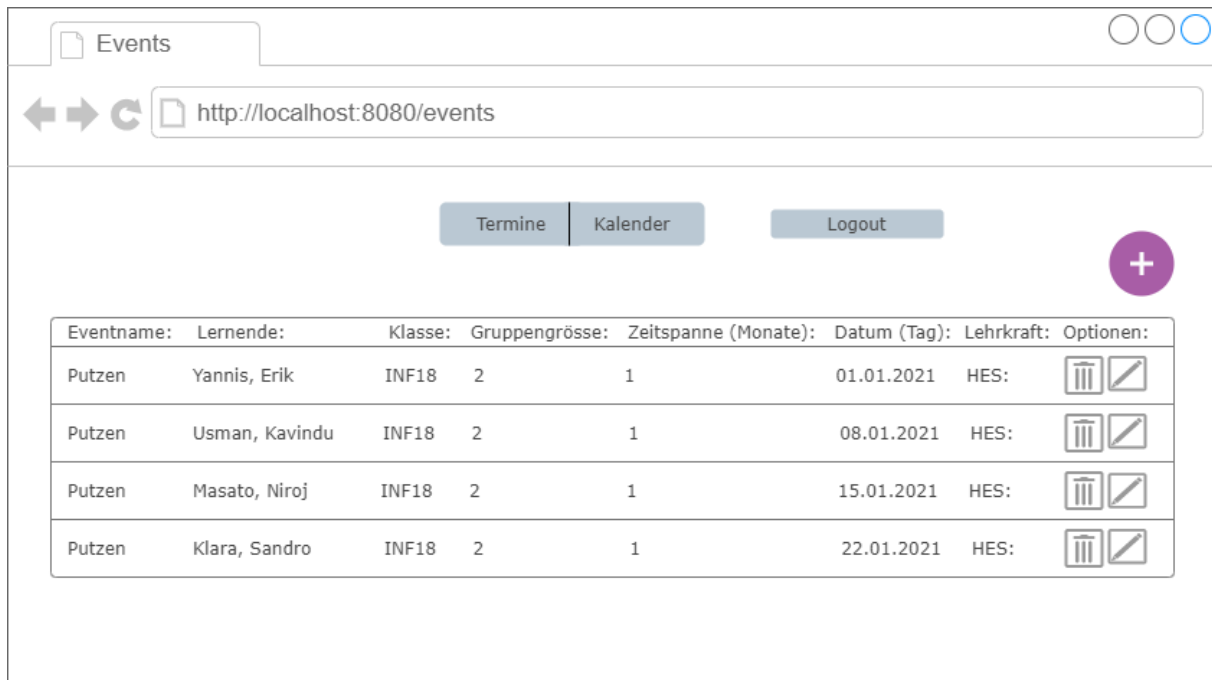 Events
http://localhost:8080/events
Termine Kalender Logout
+
Eventname: Lernende: Klasse: Gruppengrösse: Zeitspanne (Monate): Datum (Tag): Lehrkraft: Optionen:
Putzen Yannis, Erik INF18 2 1 01.01.2021 HES:
Putzen Usman, Kavindu INF18 2 1 08.01.2021 HES:
Putzen Masato, Niroj INF18 2 1 15.01.2021 HES:
Putzen Klara, Sandro INF18 2 1 22.01.2021 HES: